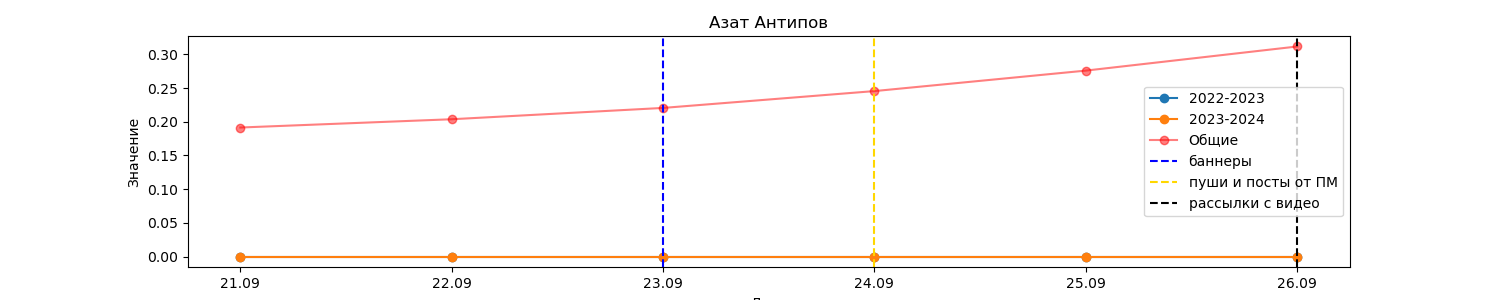 Азат Антипов
Значение
0.30
0.25
0.20
0.15
0.10
0.05
0.00
2022-2023
2023-2024
Общие
баннеры
пуши и посты от ПМ
рассылки с видео
21.09
22.09
23.09
24.09
25.09
26.09